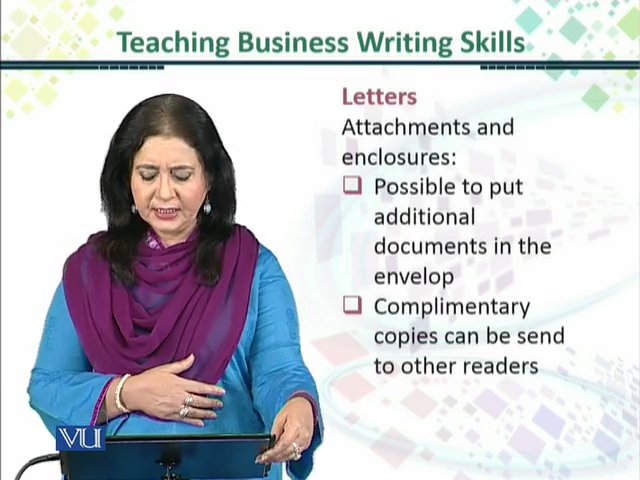 Teaching Business Writing Skills
Letters
Attachments and
enclosures:
Possible to put
additional
documents in the
envelop
Complimentary
copies can be send
to other readers
VU